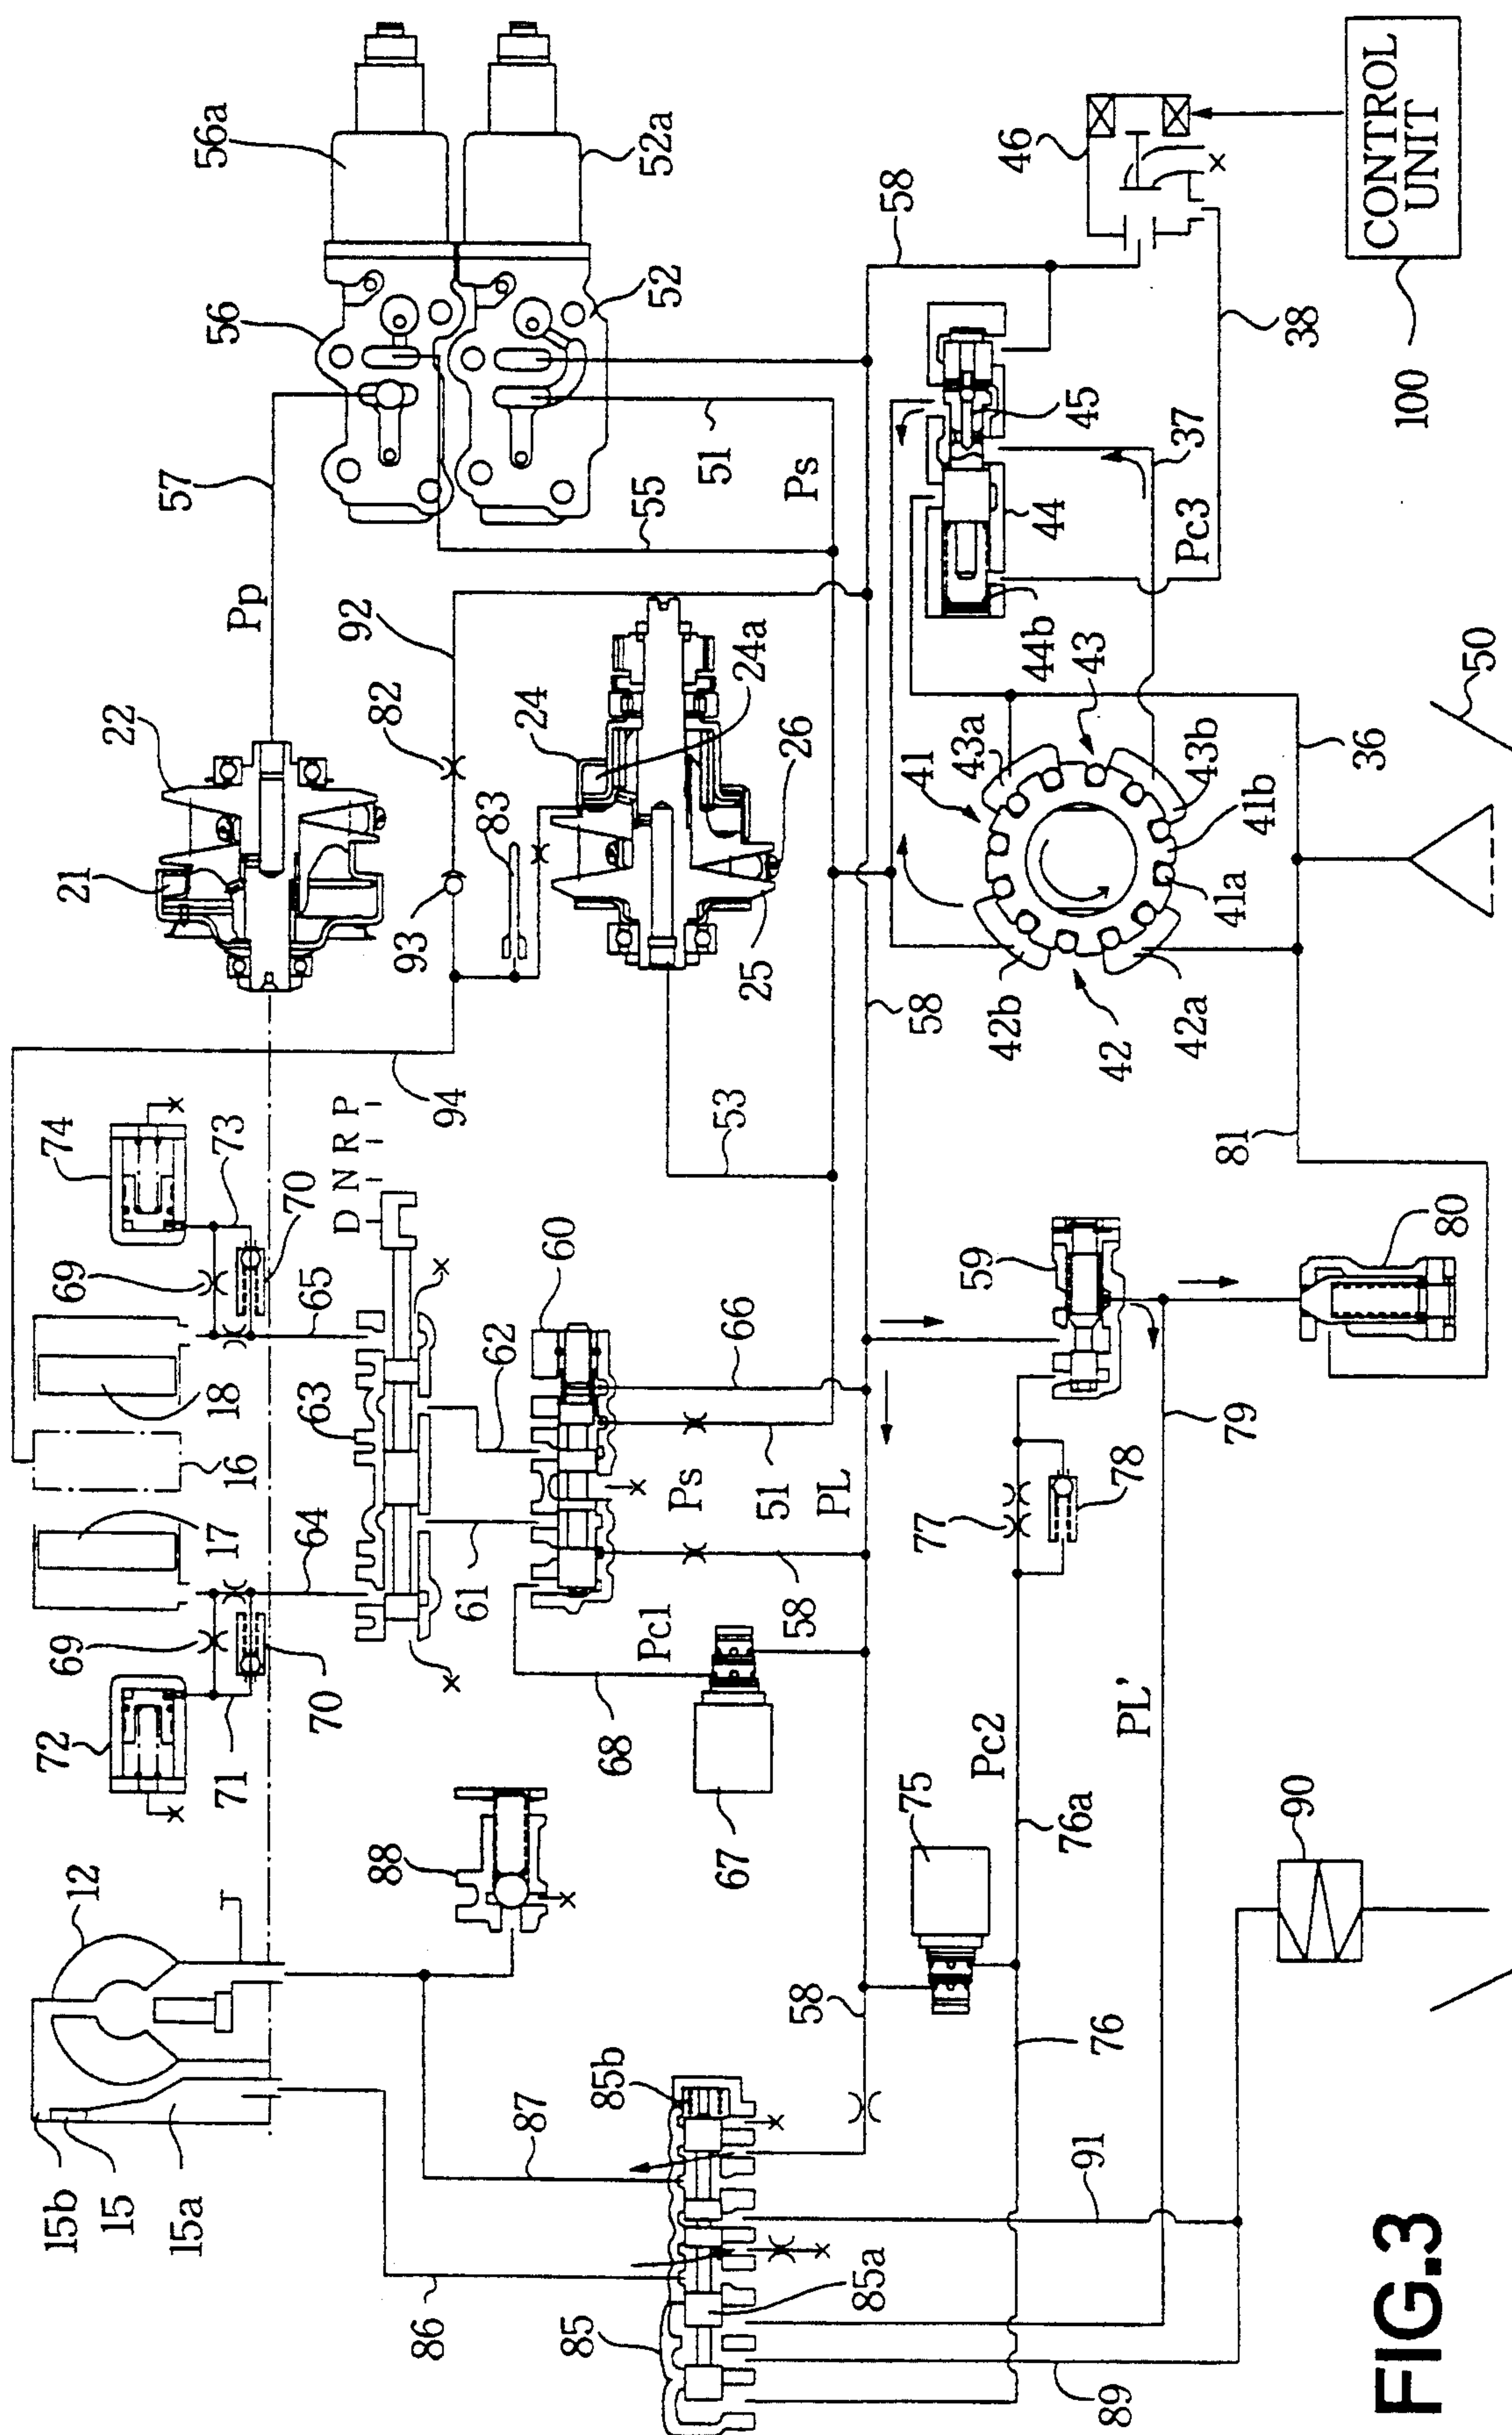 15b
12
72
74
21
15
69
69
22
15a
71
17
16
18
73
Pp
57
56a
70
64
63
65
70
D N R P
56
86
88
94
93
82
92
87
61
62
60
83
24
85
85b
68
Pc1
Ps
66
53
25
24a
55
52
52a
67
58
51
PL
26
51
Ps
85a
58
75
58
41
58
91
Pc2
77
59
42b
43a
44b
44
46
76
76a
78
42
43
45
89
PL'
79
42a
43b
Pc3
37
81
41a
41b
38
90
80
36
FIG.3
50
100
CONTROL
UNIT